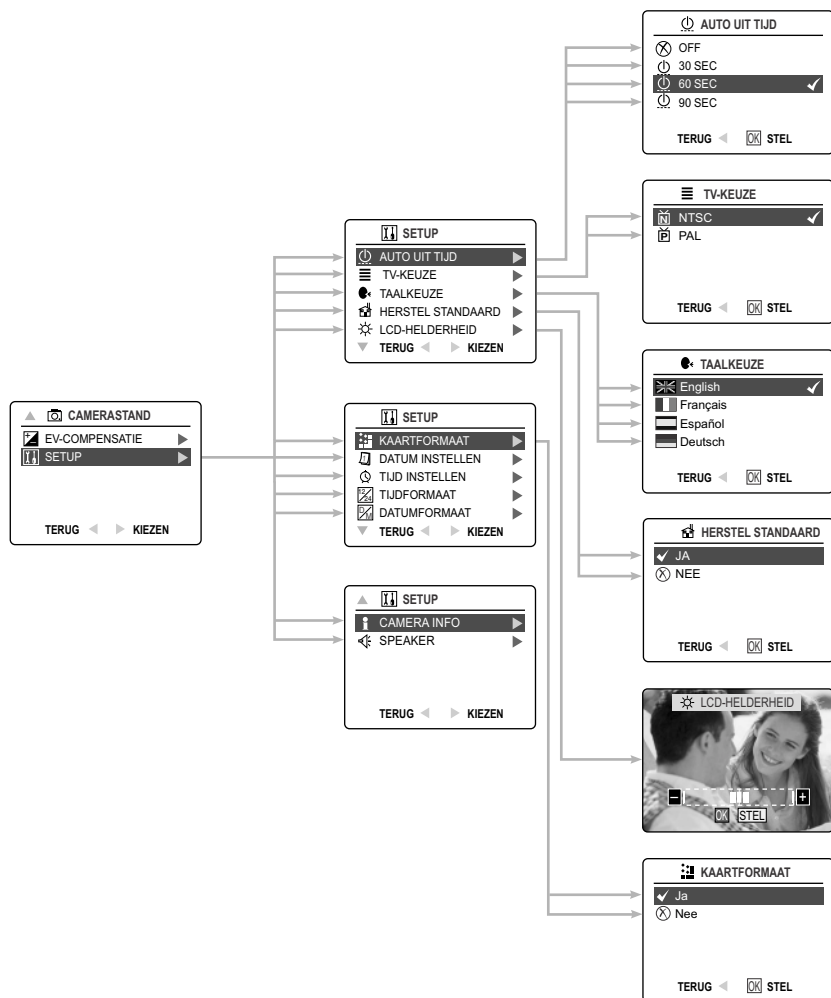 CAMERASTAND
EV-COMPENSATIE
SETUP
TERUG KIEZEN
SETUP
AUTO UIT TIJD
TV-KEUZE
TAALKEUZE
HERSTEL STANDAARD
LCD-HELDERHEID
TERUG KIEZEN
SETUP
KAARTFORMAAT
DATUM INSTELLEN
TIJD INSTELLEN
12/24 TIJDFORMAAT
D/M DATUMFORMAAT
TERUG KIEZEN
SETUP
CAMERA INFO
SPEAKER
TERUG KIEZEN
AUTO UIT TIJD
OFF
30 SEC
60 SEC
90 SEC
TERUG OK STEL
TV-KEUZE
N NTSC
P PAL
TERUG OK STEL
TAALKEUZE
English
Français
Español
Deutsch
TERUG OK STEL
HERSTEL STANDAARD
JA
NEE
TERUG OK STEL
LCD-HELDERHEID
OK STEL
KAARTFORMAAT
Ja
Nee
TERUG OK STEL